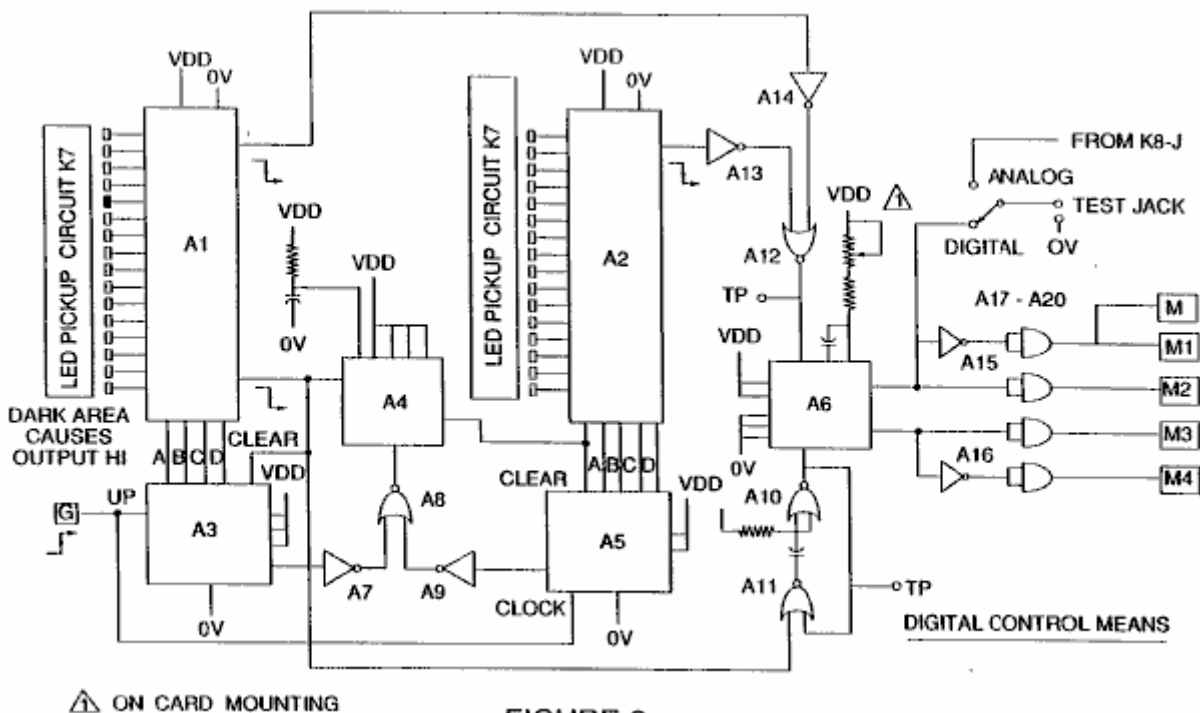 VDD
0V
LED PICKUP CIRCUIT K7
A1
VDD
VDD
0V
DARK AREA
CAUSES
OUTPUT HI
A B C D
CLEAR
VDD
UP
G
A3
0V
A4
A8
A7
A9
LED PICKUP CIRCUIT K7
VDD
0V
A2
A13
A14
A12
TP
VDD
1
VDD
A6
0V
A B C D
CLEAR
VDD
A5
CLOCK
0V
A10
A11
TP
FROM K8-J
ANALOG
TEST JACK
DIGITAL
OV
A17 - A20
A15
A16
M
M1
M2
M3
M4
DIGITAL CONTROL MEANS
1 ON CARD MOUNTING